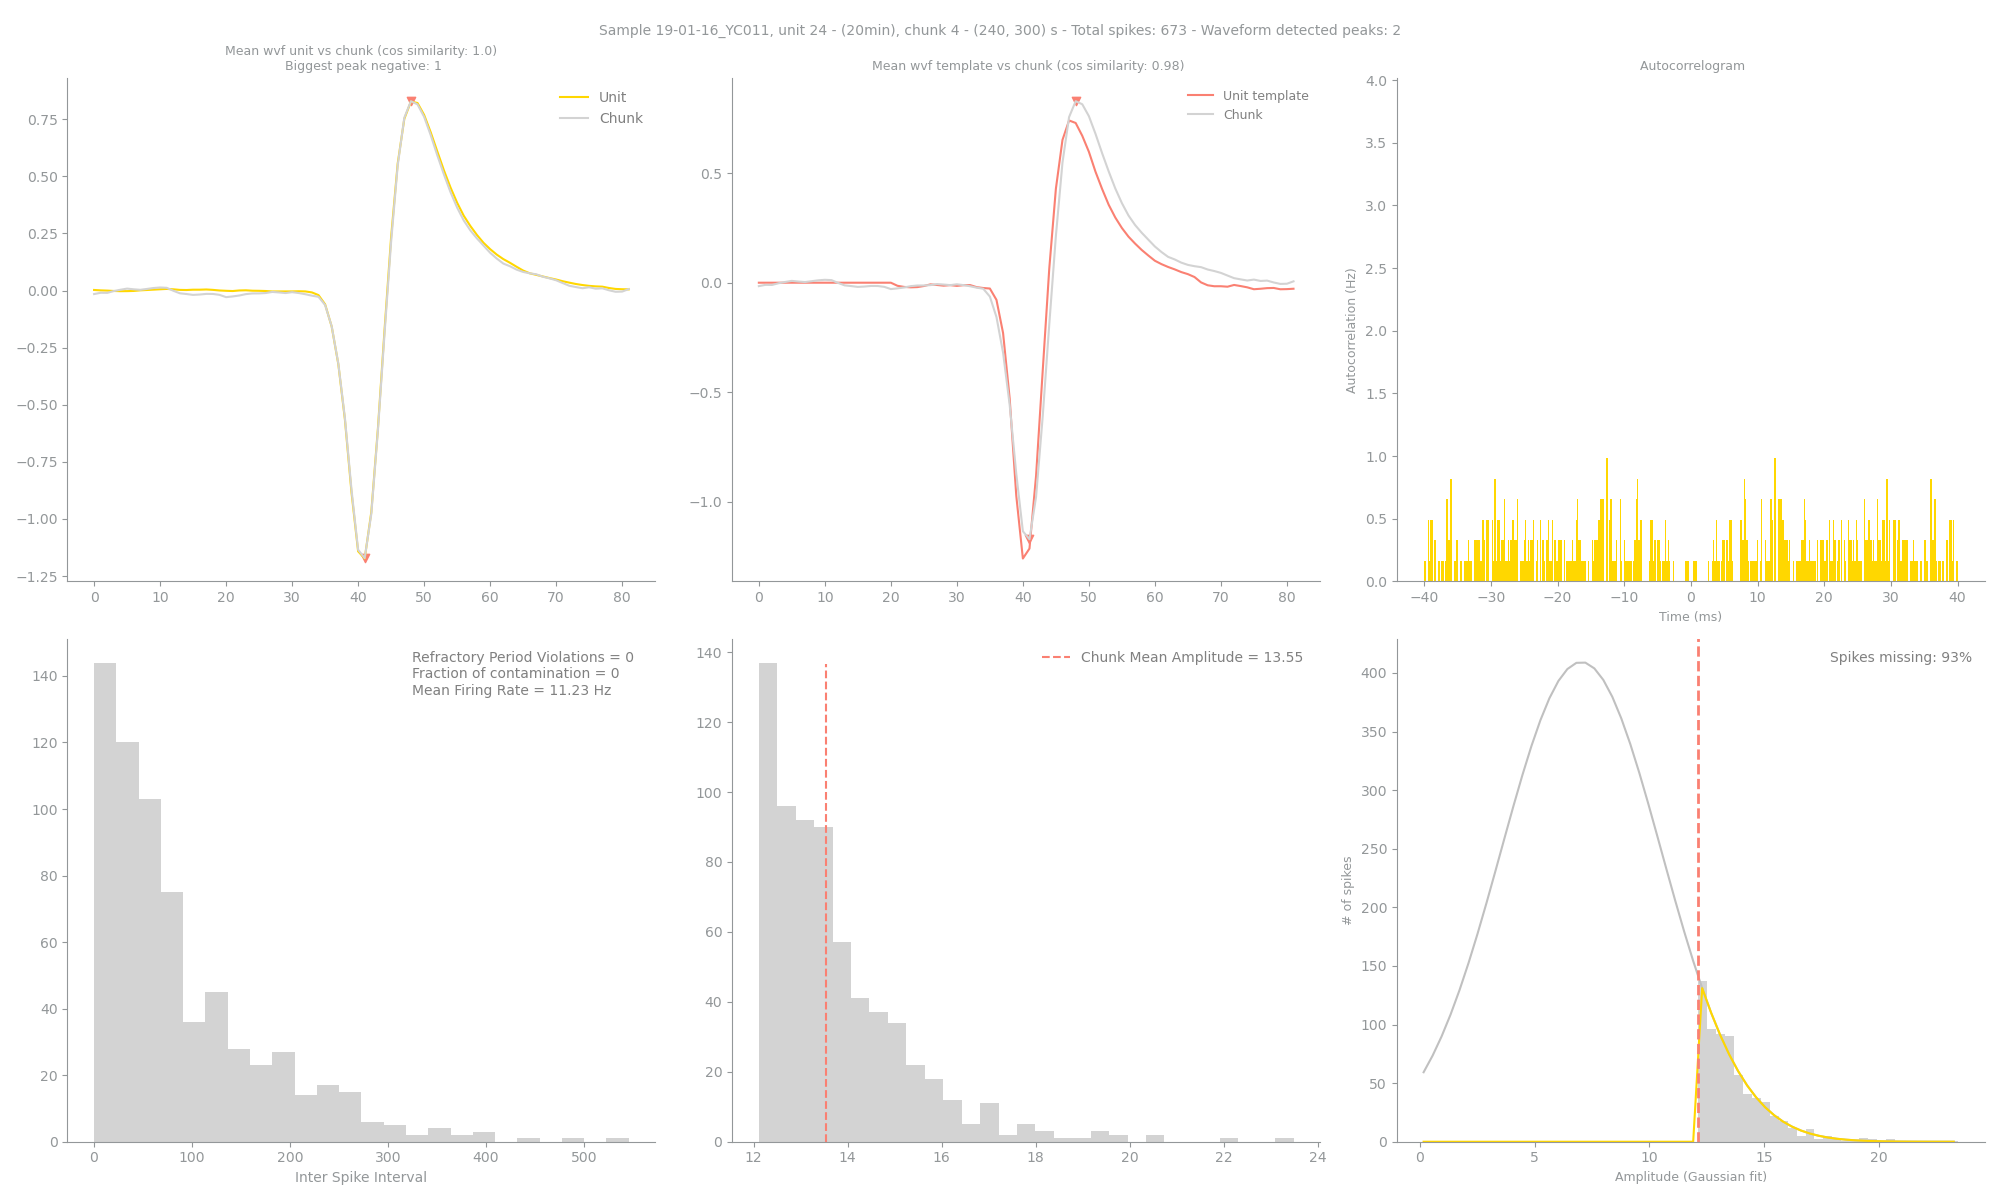 Sample 19-01-16_YC011, unit 24 - (20min), chunk 4 - (240, 300) s - Total spikes: 673 - Waveform detected peaks: 2
Mean wvf unit vs chunk (cos similarity: 1.0)
Biggest peak negative: 1
Unit
Chunk
0.75
0.50
0.25
0.00
−0.25
−0.50
−0.75
−1.00
−1.25
0 10 20 30 40 50 60 70 80
Mean wvf template vs chunk (cos similarity: 0.98)
Unit template
Chunk
0.5
0.0
−0.5
−1.0
0 10 20 30 40 50 60 70 80
Autocorrelogram
Autocorrelation (Hz)
4.0
3.5
3.0
2.5
2.0
1.5
1.0
0.5
0.0
−40 −30 −20 −10 0 10 20 30 40
Time (ms)
Refractory Period Violations = 0
Fraction of contamination = 0
Mean Firing Rate = 11.23 Hz
140
120
100
80
60
40
20
0
0 100 200 300 400 500
Inter Spike Interval
Chunk Mean Amplitude = 13.55
140
120
100
80
60
40
20
0
12 14 16 18 20 22 24
Spikes missing: 93%
# of spikes
400
350
300
250
200
150
100
50
0
0 5 10 15 20
Amplitude (Gaussian fit)